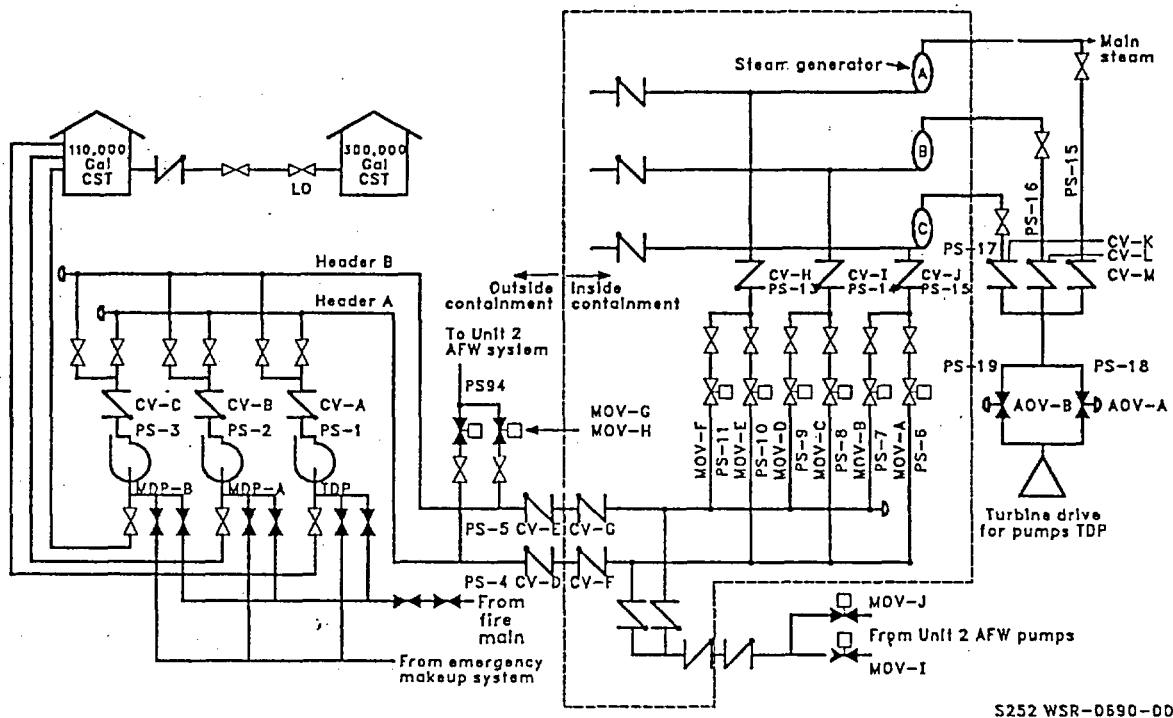 Steam generator
A
Main
steam
110,000
Gal
CST
300,000
Gal
CST
LO
B
PS-15
PS-16
C
PS-17
CV-K
CV-L
CV-M
Header B
Header A
Outside
containment
Inside
containment
CV-H
PS-13
CV-I
PS-14
CV-J
PS-15
To Unit 2
AFW system
PS94
MOV-G
MOV-H
PS-19
PS-18
AOV-B
AOV-A
CV-C
PS-3
CV-B
PS-2
CV-A
PS-1
MOV-F
PS-11
MOV-E
PS-10
MOV-D
PS-9
MOV-C
PS-8
MOV-B
PS-7
MOV-A
PS-6
MDP-B
MDP-A
TDP
Turbine drive
for pumps TDP
PS-5
CV-E
CV-G
PS-4
CV-D
CV-F
From
fire
main
From emergency
makeup system
MOV-J
From Unit 2 AFW pumps
MOV-I
S252 WSR-0690-00